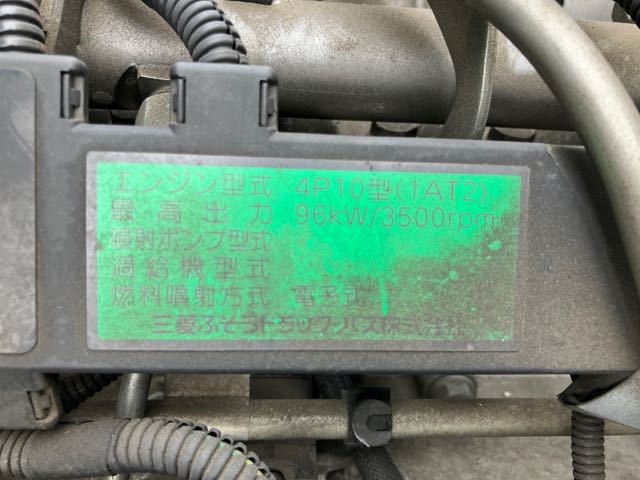 エンジン型式 4P10型(1AT2)
最高出力 96kW/3500rpm
噴射ポンプ型式
過給機型式
燃料噴射方式 電子式
三菱ふそうトラック・バス株式会社